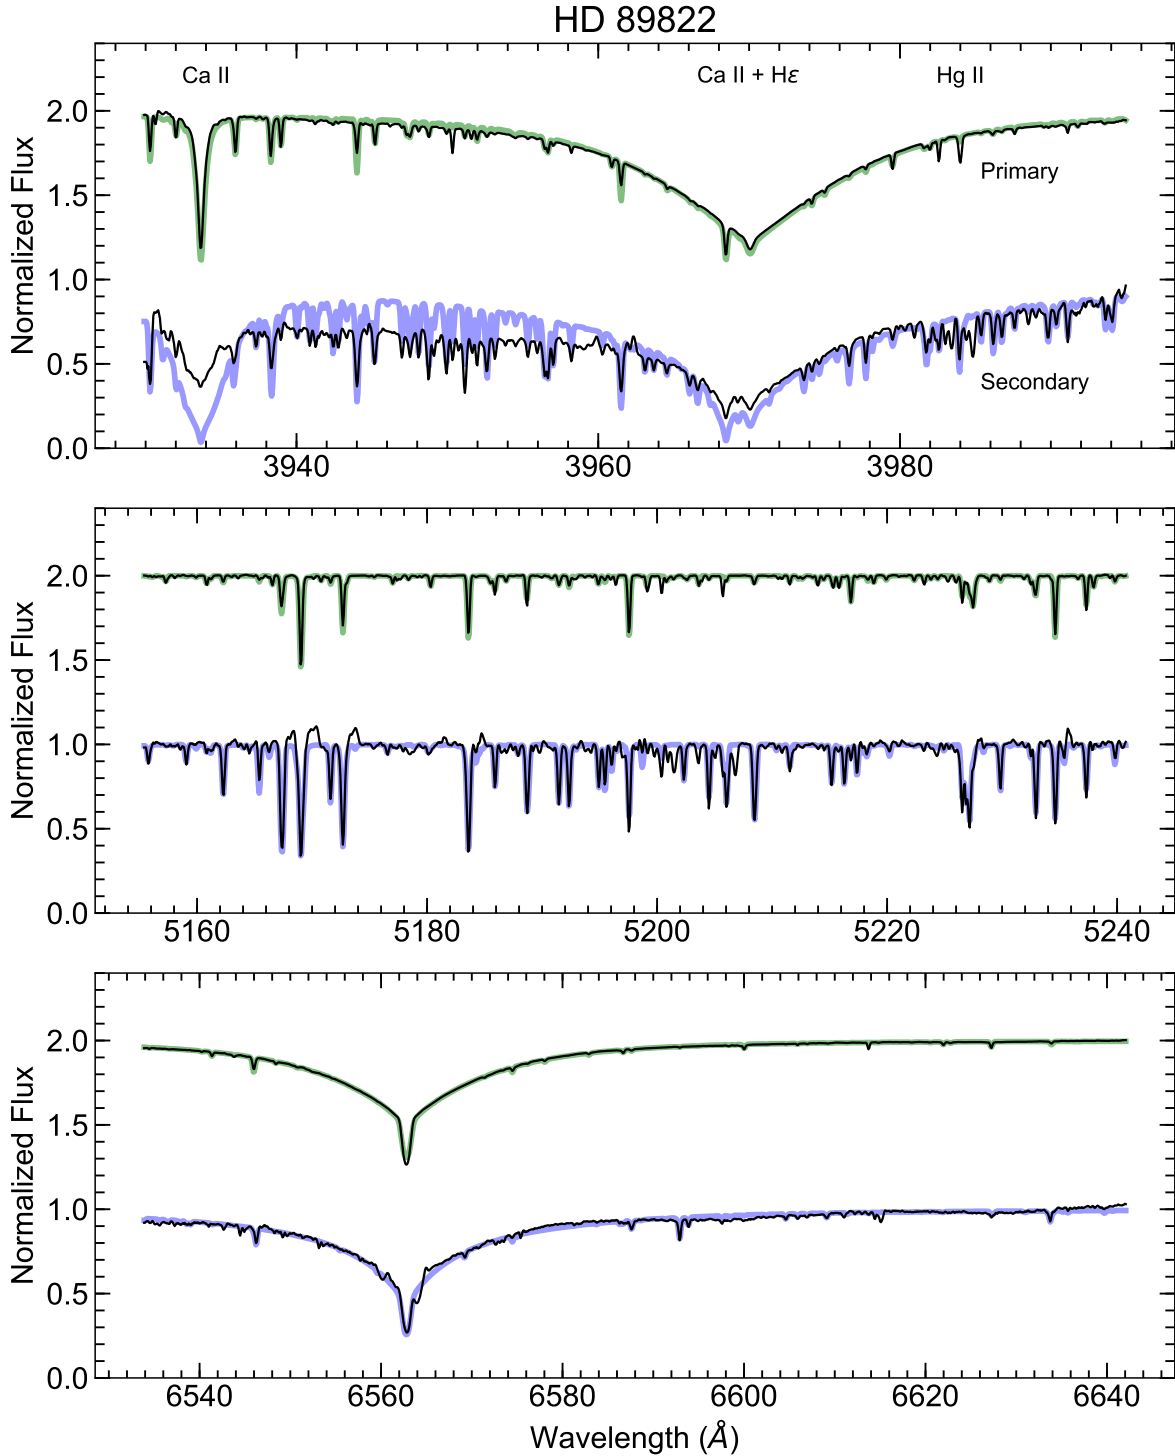 HD 89822
Ca II
Ca II + Hε
Hg II
Primary
Secondary
Normalized Flux
2.0
1.5
1.0
0.5
0.0
3940
3960
3980
Normalized Flux
2.0
1.5
1.0
0.5
0.0
5160
5180
5200
5220
5240
Normalized Flux
2.0
1.5
1.0
0.5
0.0
6540
6560
6580
6600
6620
6640
Wavelength (Å)